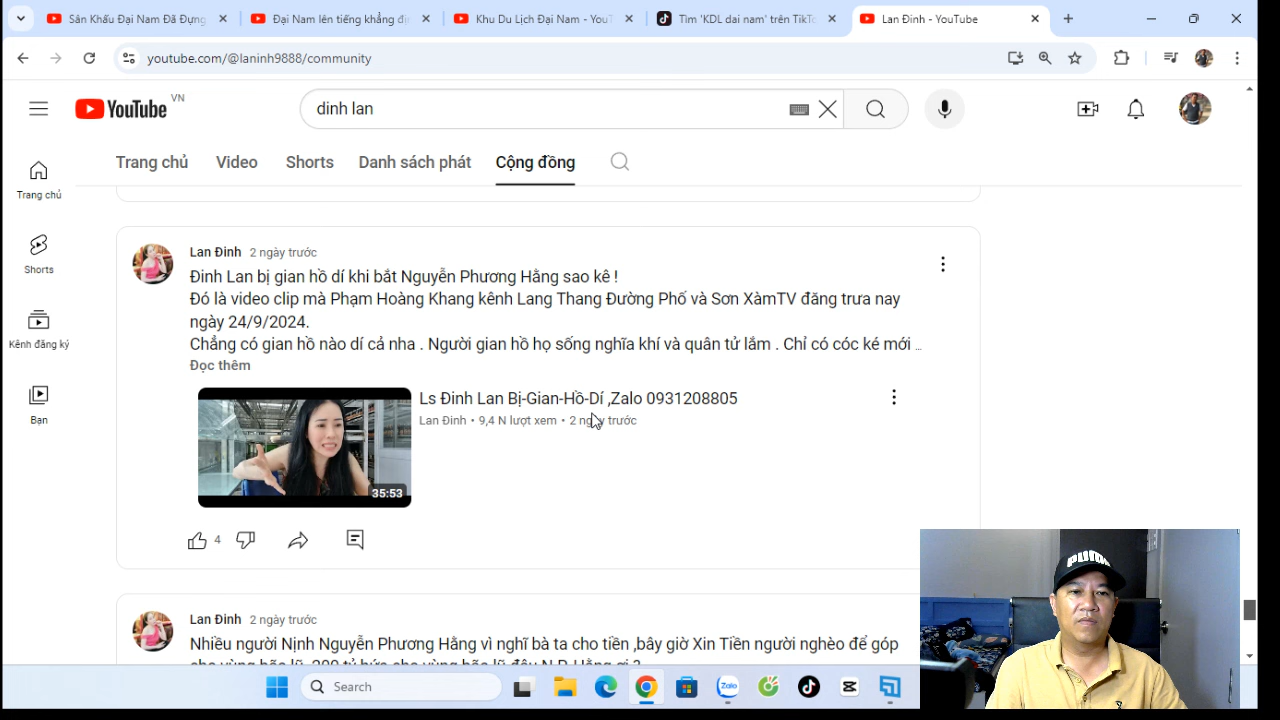 Sân Khấu Đại Nam Đã Đựng
Đại Nam lên tiếng khẳng đị
Khu Du Lịch Đại Nam - YouT
Tìm 'KDL dai nam' trên TikTo
Lan Đinh - YouTube
youtube.com/@laninh9888/community
YouTube VN
dinh lan
Trang chủ
Video
Shorts
Danh sách phát
Cộng đồng
Trang chủ
Shorts
Kênh đăng ký
Bạn
Lan Đinh 2 ngày trước
Đinh Lan bị gian hồ dí khi bắt Nguyễn Phương Hằng sao kê !
Đó là video clip mà Phạm Hoàng Khang kênh Lang Thang Đường Phố và Sơn XàmTV đăng trưa nay
ngày 24/9/2024.
Chẳng có gian hồ nào dí cả nha . Người gian hồ họ sống nghĩa khí và quân tử lắm . Chỉ có cóc ké mới ...
Đọc thêm
Ls Đinh Lan Bị-Gian-Hồ-Dí ,Zalo 0931208805
Lan Đinh • 9,4 N lượt xem • 2 ngày trước
35:53
4
Lan Đinh 2 ngày trước
Nhiều người Nịnh Nguyễn Phương Hằng vì nghĩ bà ta cho tiền ,bây giờ Xin Tiền người nghèo để góp
Search
Zalo